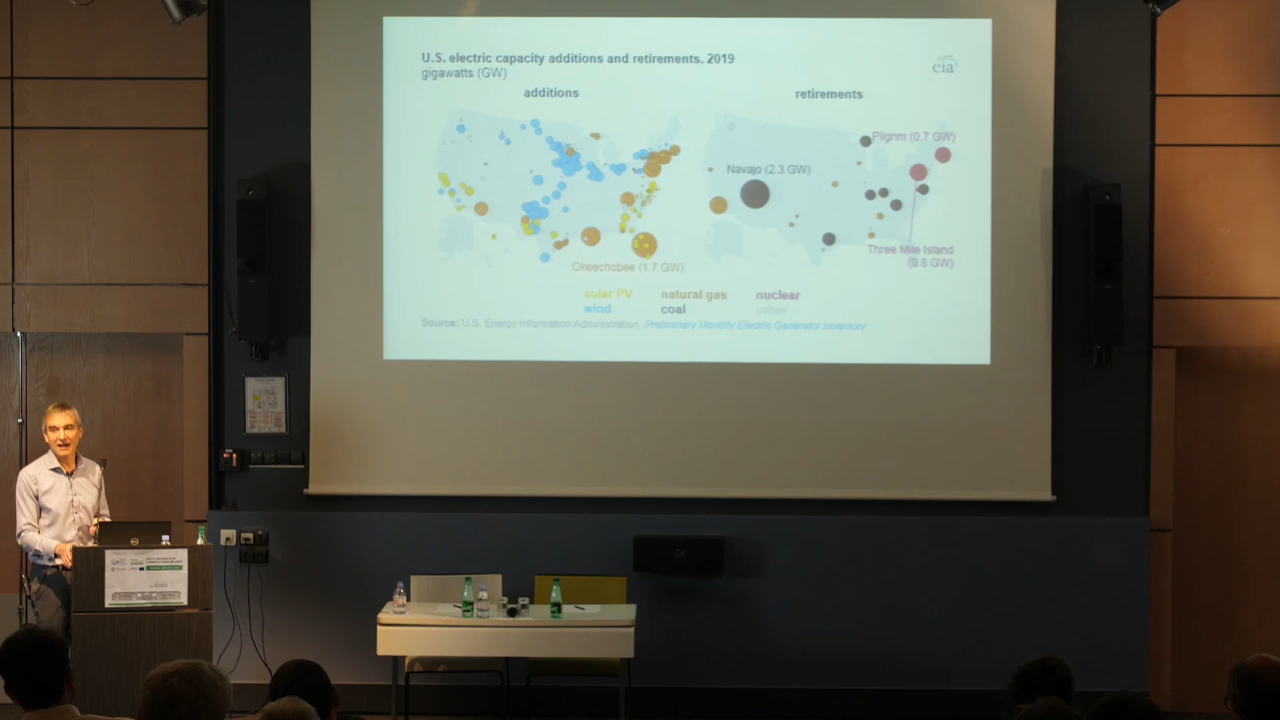 U.S. electric capacity additions and retirements, 2019
gigawatts (GW)
eia
additions
retirements
Pilgrim (0.7 GW)
Navajo (2.3 GW)
Okeechobee (1.7 GW)
Three Mile Island
(0.8 GW)
solar PV
natural gas
nuclear
wind
coal
other
Source: U.S. Energy Information Administration, Preliminary Monthly Electric Generator Inventory
DELL